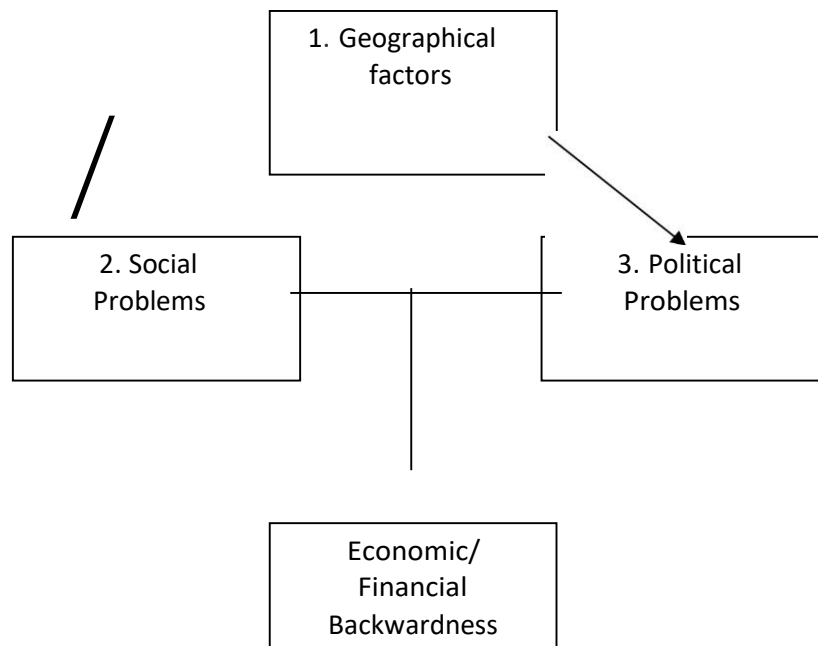 1. Geographical
factors
2. Social
Problems
3. Political
Problems
Economic/
Financial
Backwardness